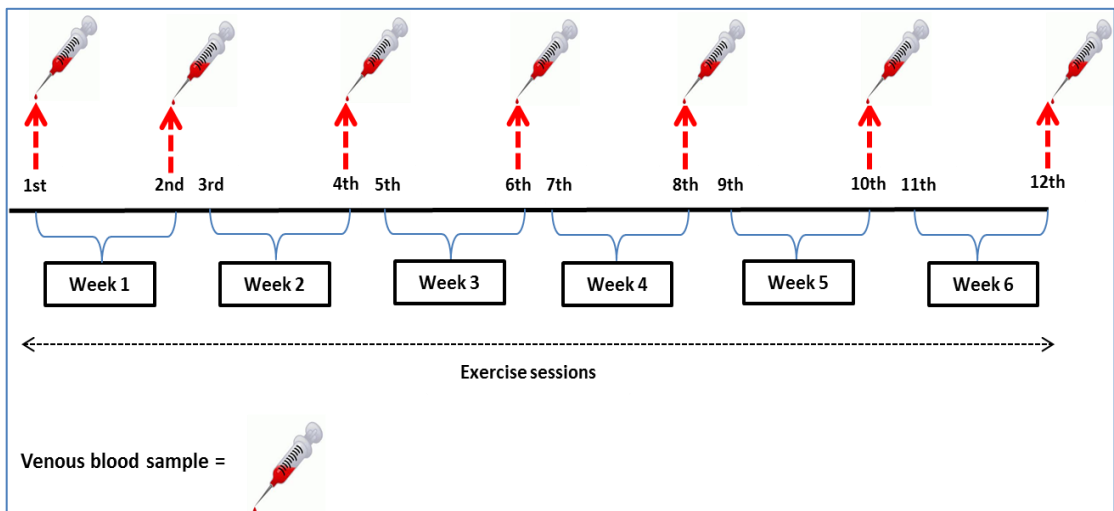 1st 2nd 3rd 4th 5th 6th 7th 8th 9th 10th 11th 12th
Week 1 Week 2 Week 3 Week 4 Week 5 Week 6
Exercise sessions
Venous blood sample =